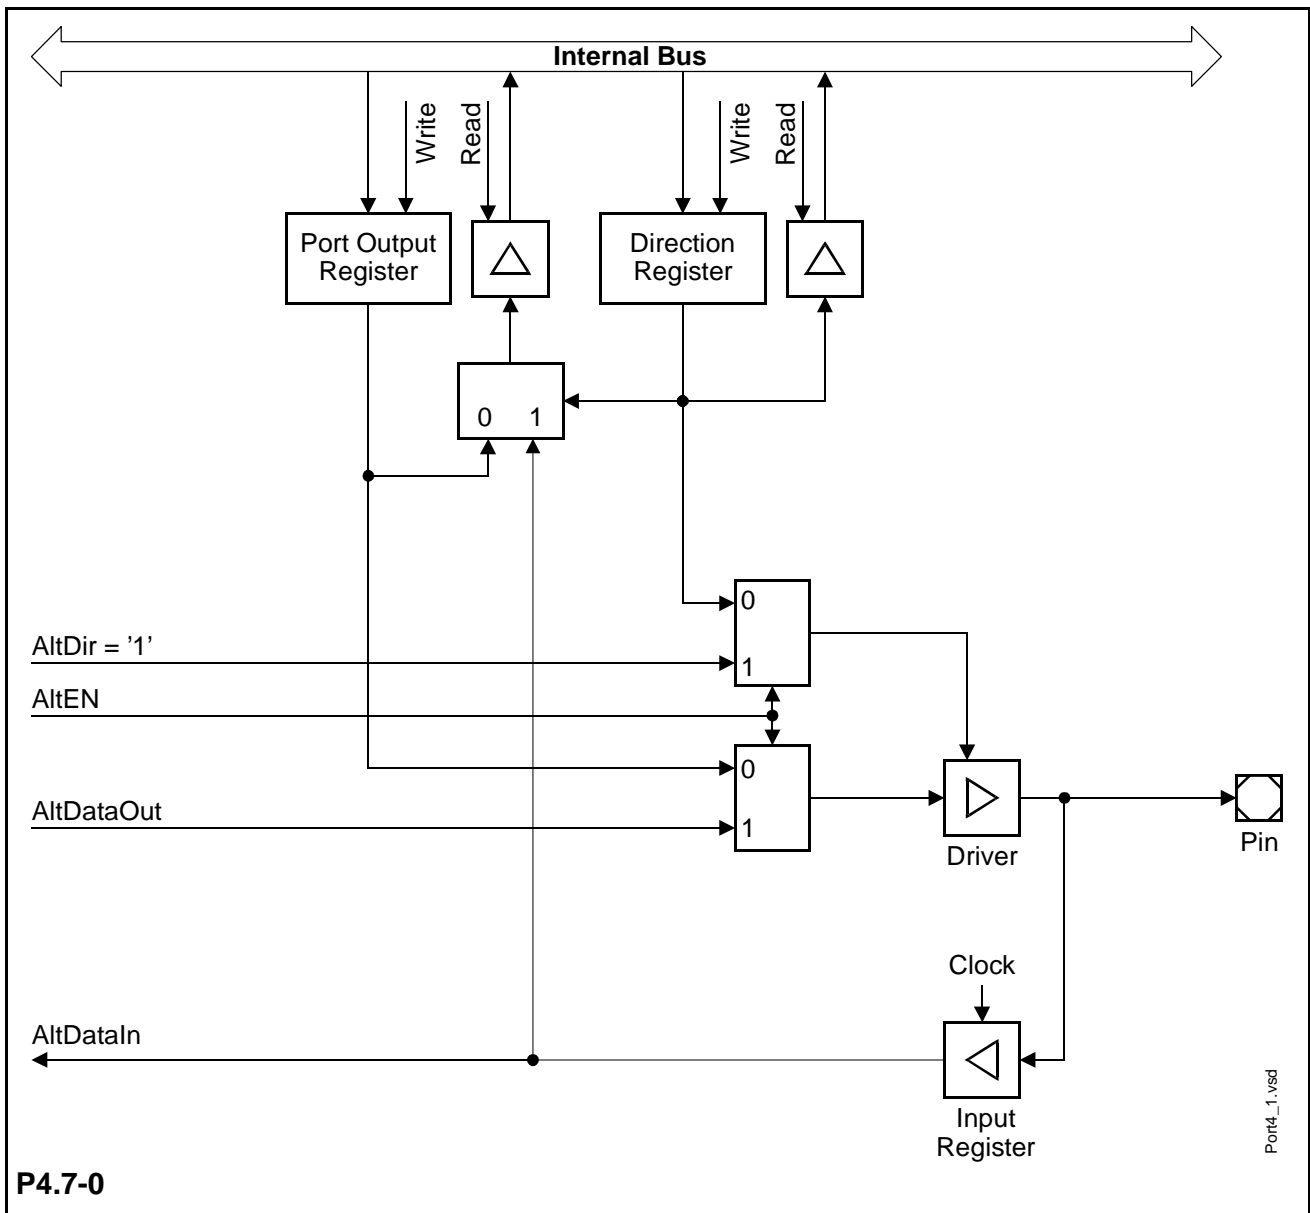 Internal Bus
Write
Read
Write
Read
Port Output
Register
Direction
Register
0 1
0
AltDir = '1'
1
AltEN
0
AltDataOut
1
Driver
Pin
Clock
AltDataIn
Input
Register
Port4_1.vsd
P4.7-0